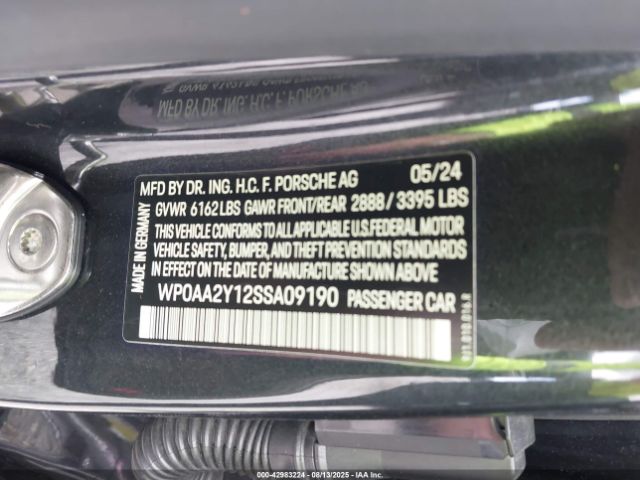 MFD BY DR. ING. H.C. F. PORSCHE AG 05/24
GVWR 6162 LBS GAWR FRONT/REAR 2888/3395 LBS
THIS VEHICLE CONFORMS TO ALL APPLICABLE U.S.FEDERAL MOTOR
VEHICLE SAFETY, BUMPER, AND THEFT PREVENTION STANDARDS
IN EFFECT ON THE DATE OF MANUFACTURE SHOWN ABOVE
WP0AA2Y12SSA09190 PASSENGER CAR
MADE IN GERMANY
000-42983224 - 08/13/2025 - IAA Inc.